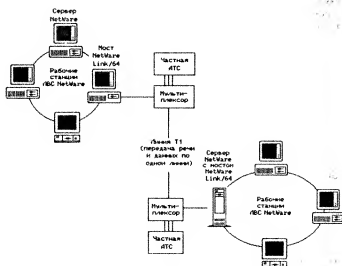 Сервер
NetWare
Мост
NetWare
Link/64
Рабочие
станции
ЛВС NetWare
Частная
АТС
Мульти-
плексор
Линия Т1
(передача речи
и данных по
одной линии)
Сервер
NetWare
с мостом
NetWare
Link/64
Мульти-
плексор
Рабочие
станции
ЛВС NetWare
Частная
АТС